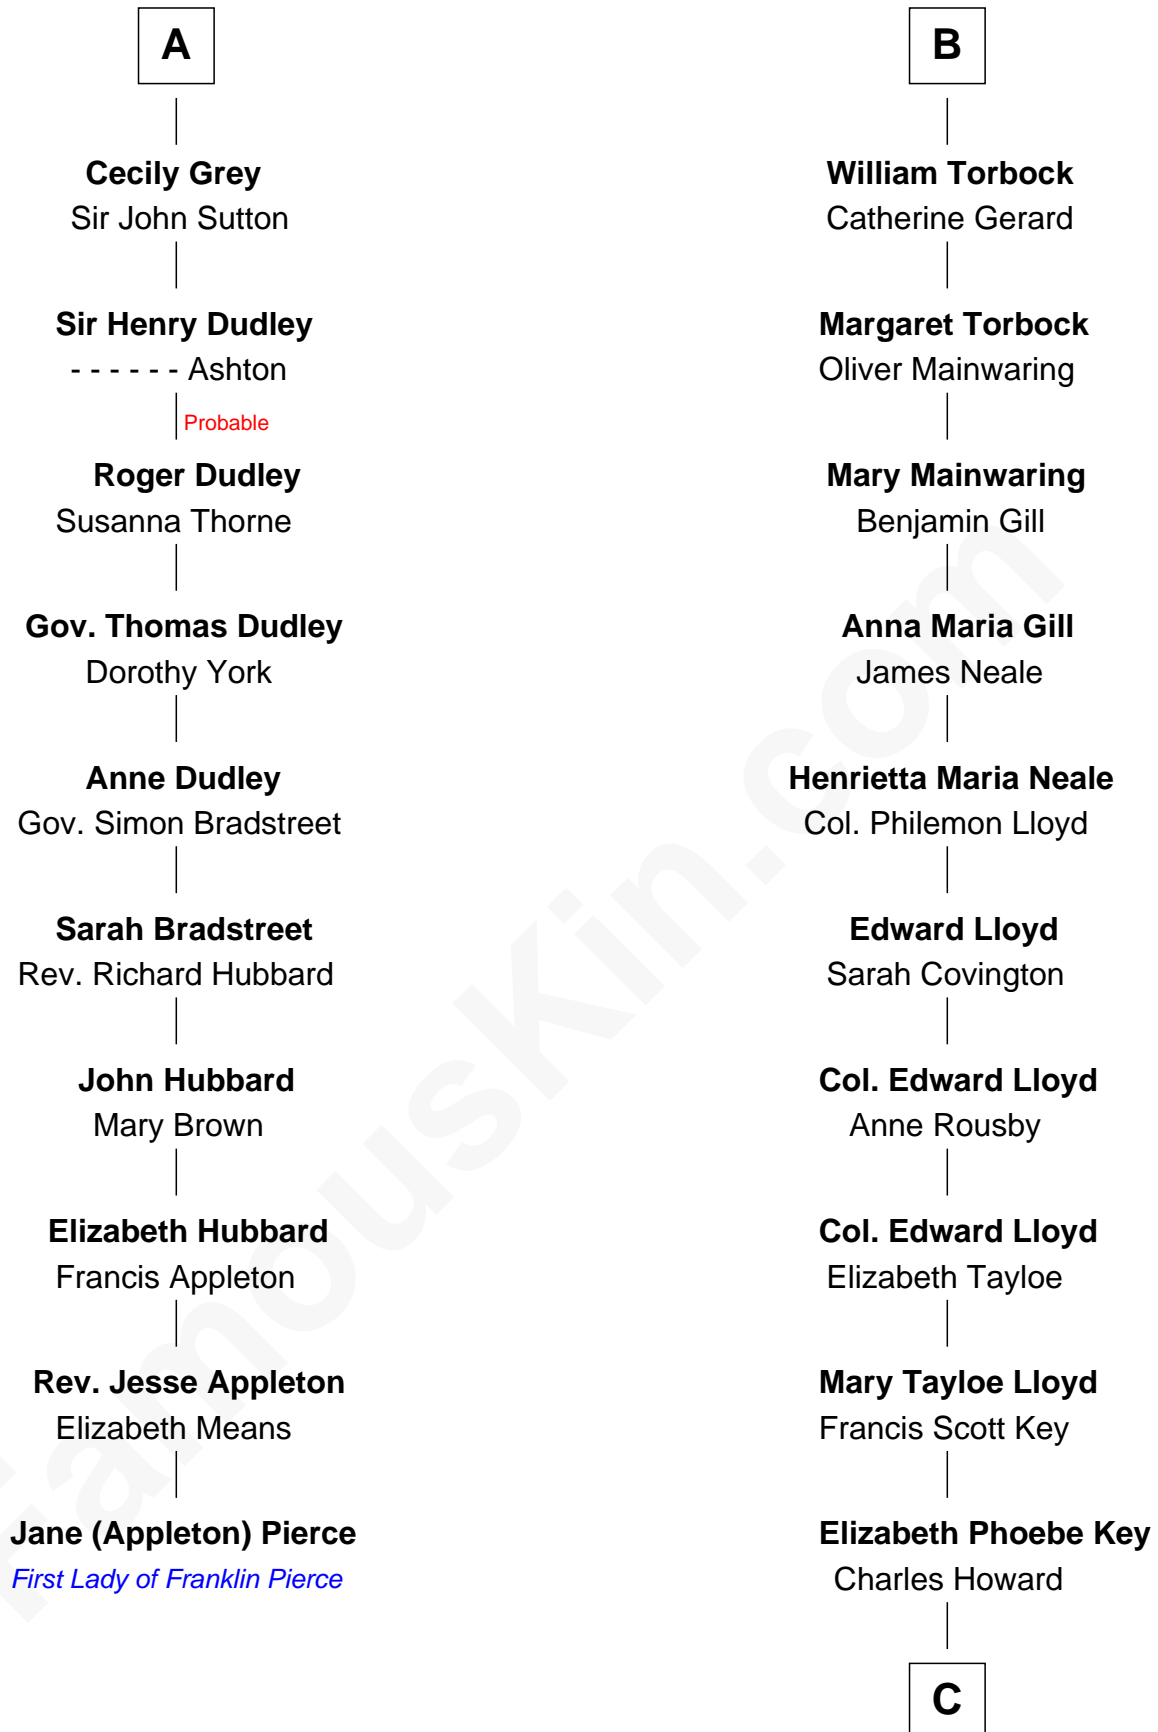 A
Cecily Grey
Sir John Sutton
Sir Henry Dudley
- - - - - - Ashton
Probable
Roger Dudley
Susanna Thorne
Gov. Thomas Dudley
Dorothy York
Anne Dudley
Gov. Simon Bradstreet
Sarah Bradstreet
Rev. Richard Hubbard
John Hubbard
Mary Brown
Elizabeth Hubbard
Francis Appleton
Rev. Jesse Appleton
Elizabeth Means
Jane (Appleton) Pierce
First Lady of Franklin Pierce
B
William Torbock
Catherine Gerard
Margaret Torbock
Oliver Mainwaring
Mary Mainwaring
Benjamin Gill
Anna Maria Gill
James Neale
Henrietta Maria Neale
Col. Philemon Lloyd
Edward Lloyd
Sarah Covington
Col. Edward Lloyd
Anne Rousby
Col. Edward Lloyd
Elizabeth Tayloe
Mary Tayloe Lloyd
Francis Scott Key
Elizabeth Phoebe Key
Charles Howard
C
FamousKin.com